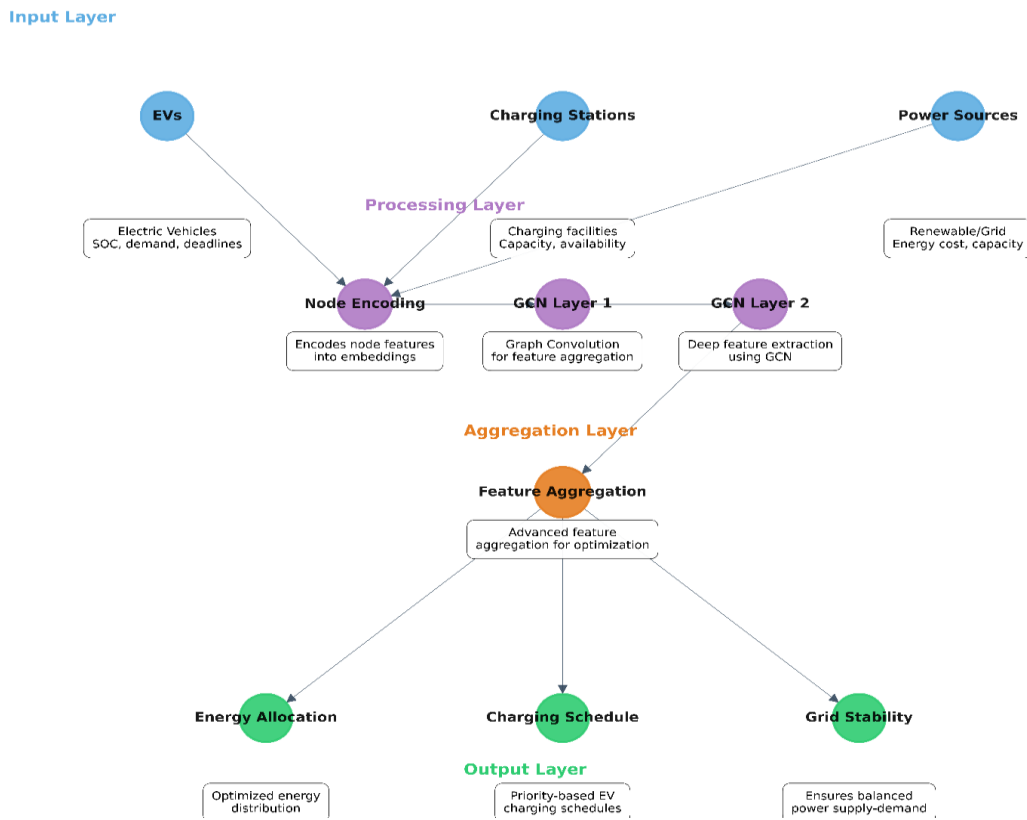 Input Layer
EVs
Charging Stations
Power Sources
Processing Layer
Electric Vehicles
SOC, demand, deadlines
Charging facilities
Capacity, availability
Renewable/Grid
Energy cost, capacity
Node Encoding
GCN Layer 1
GCN Layer 2
Encodes node features
into embeddings
Graph Convolution
for feature aggregation
Deep feature extraction
using GCN
Aggregation Layer
Feature Aggregation
Advanced feature
aggregation for optimization
Energy Allocation
Charging Schedule
Grid Stability
Output Layer
Optimized energy
distribution
Priority-based EV
charging schedules
Ensures balanced
power supply-demand